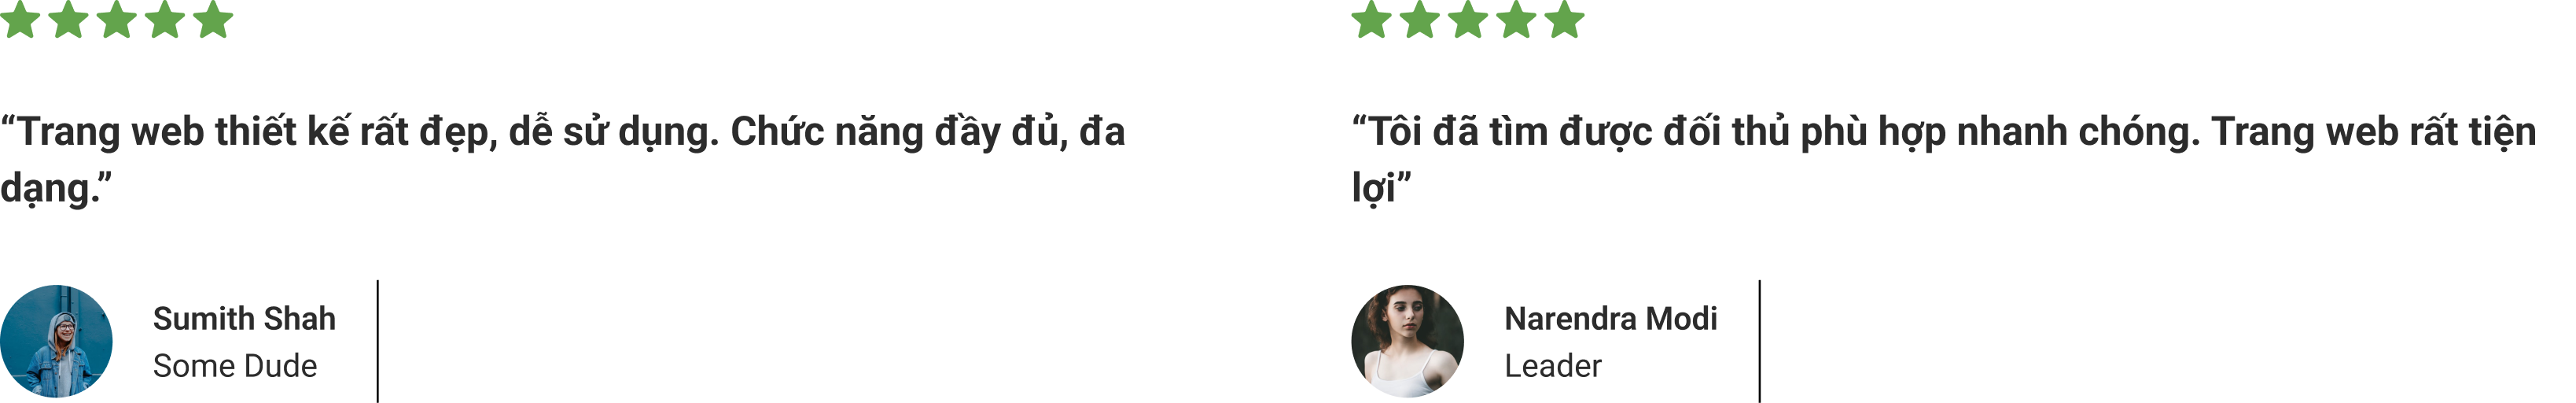 “Trang web thiết kế rất đẹp, dễ sử dụng. Chức năng đầy đủ, đa
dạng.”
Sumith Shah
Some Dude
“Tôi đã tìm được đối thủ phù hợp nhanh chóng. Trang web rất tiện
lợi”
Narendra Modi
Leader